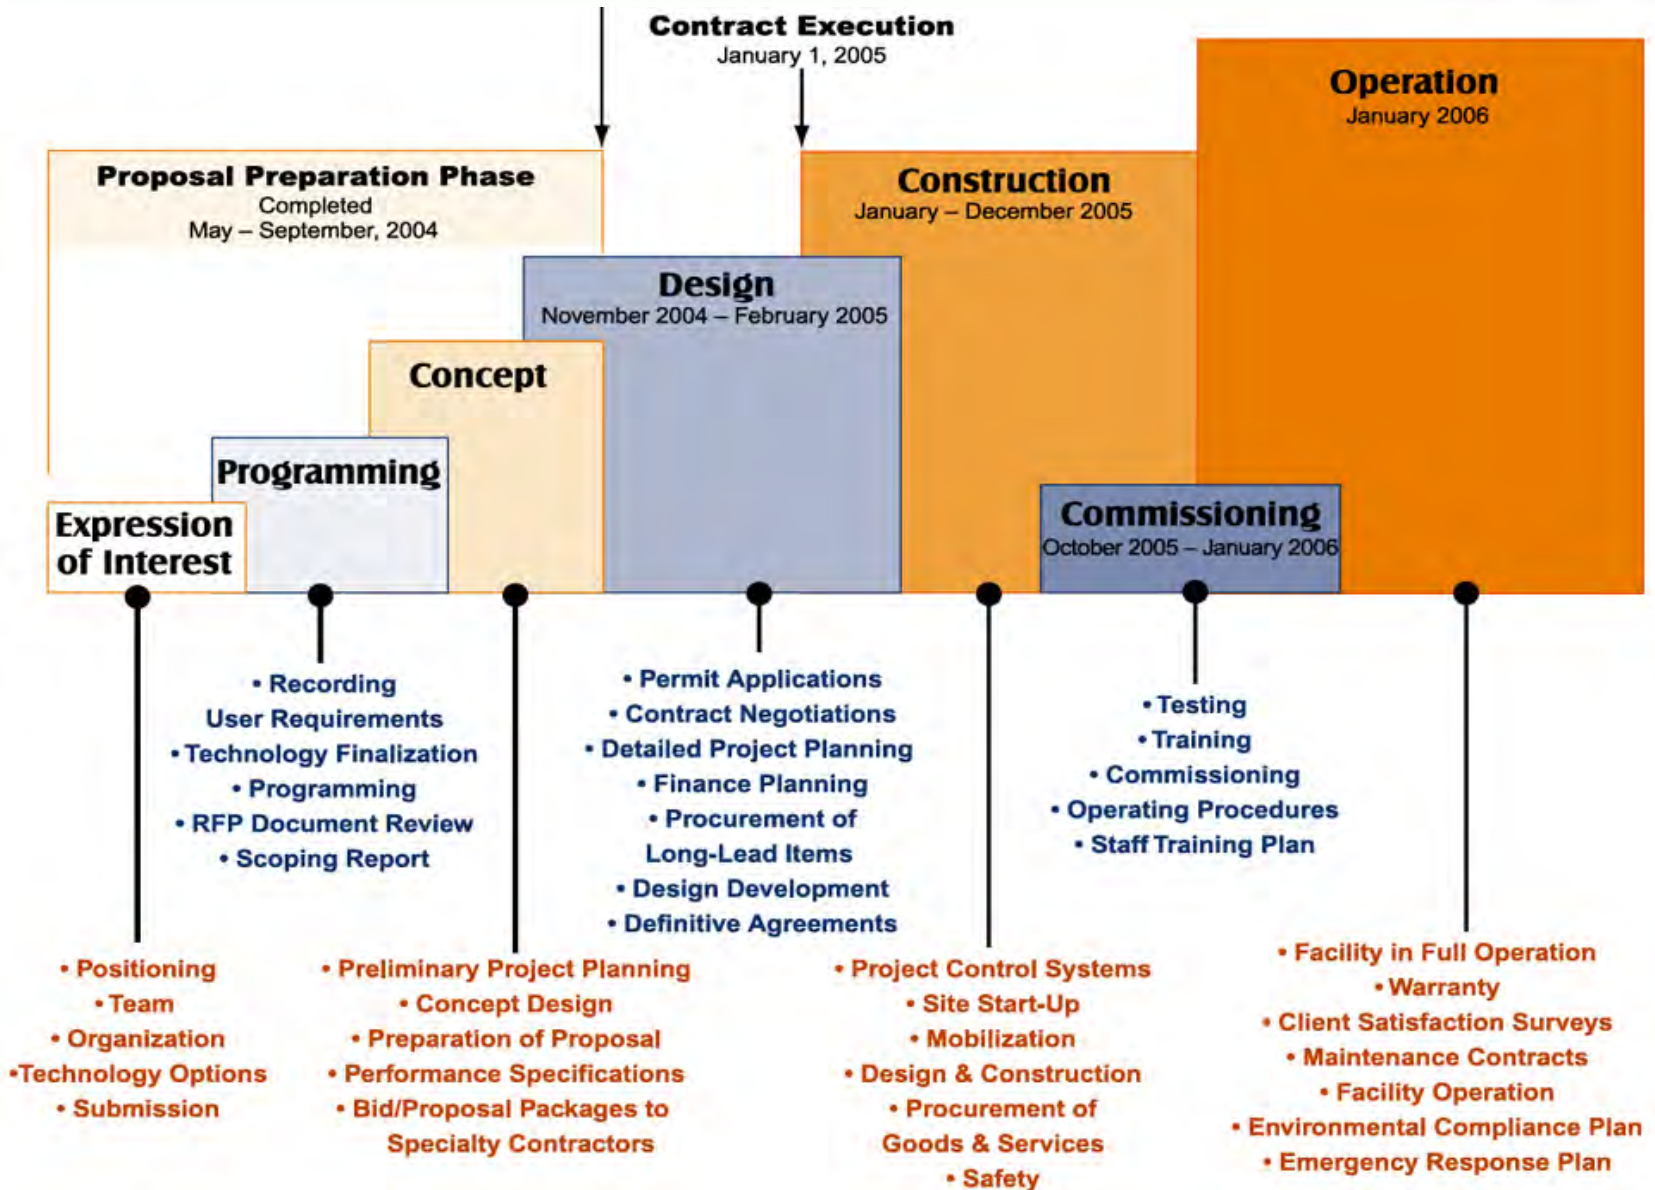 Contract Execution
January 1, 2005
Operation
January 2006
Proposal Preparation Phase
Completed
May – September, 2004
Construction
January – December 2005
Design
November 2004 – February 2005
Concept
Programming
Expression
of Interest
Commissioning
October 2005 – January 2006
• Positioning
• Team
• Organization
•Technology Options
• Submission
• Recording
User Requirements
• Technology Finalization
• Programming
• RFP Document Review
• Scoping Report
• Preliminary Project Planning
• Concept Design
• Preparation of Proposal
• Performance Specifications
• Bid/Proposal Packages to
Specialty Contractors
• Permit Applications
• Contract Negotiations
• Detailed Project Planning
• Finance Planning
• Procurement of
Long-Lead Items
• Design Development
• Definitive Agreements
• Project Control Systems
• Site Start-Up
• Mobilization
• Design & Construction
• Procurement of
Goods & Services
• Safety
• Testing
• Training
• Commissioning
• Operating Procedures
• Staff Training Plan
• Facility in Full Operation
• Warranty
• Client Satisfaction Surveys
• Maintenance Contracts
• Facility Operation
• Environmental Compliance Plan
• Emergency Response Plan